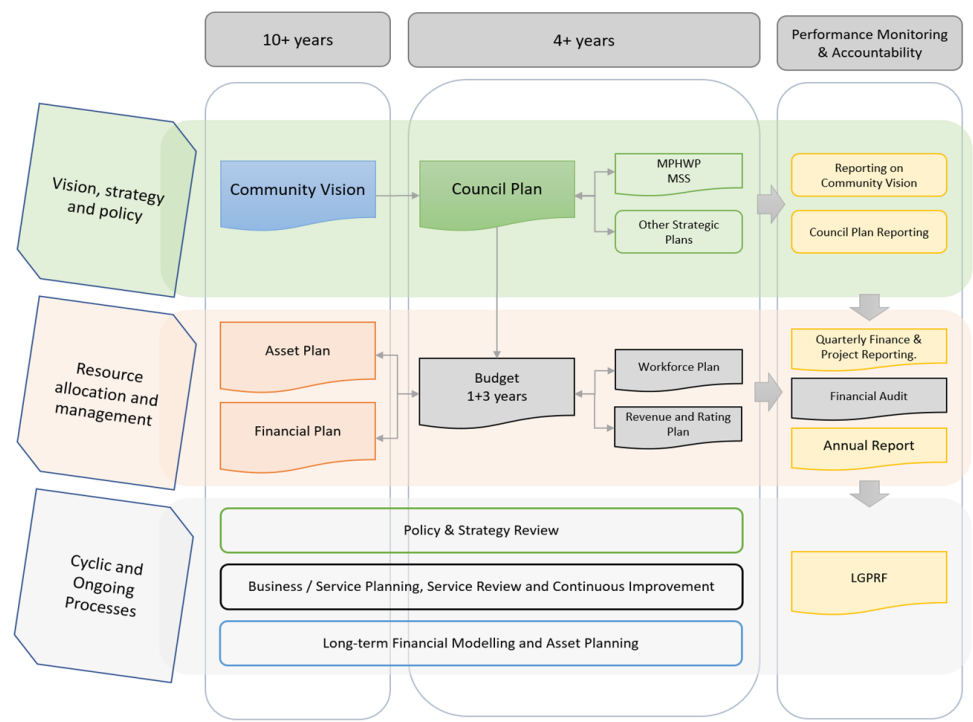 10+ years
4+ years
Performance Monitoring
& Accountability
Vision, strategy
and policy
Community Vision
Council Plan
MPHWP
MSS
Other Strategic
Plans
Reporting on
Community Vision
Council Plan Reporting
Resource
allocation and
management
Asset Plan
Financial Plan
Budget
1+3 years
Workforce Plan
Revenue and Rating
Plan
Quarterly Finance &
Project Reporting.
Financial Audit
Annual Report
Cyclic and
Ongoing
Processes
Policy & Strategy Review
Business / Service Planning, Service Review and Continuous Improvement
Long-term Financial Modelling and Asset Planning
LGPRF